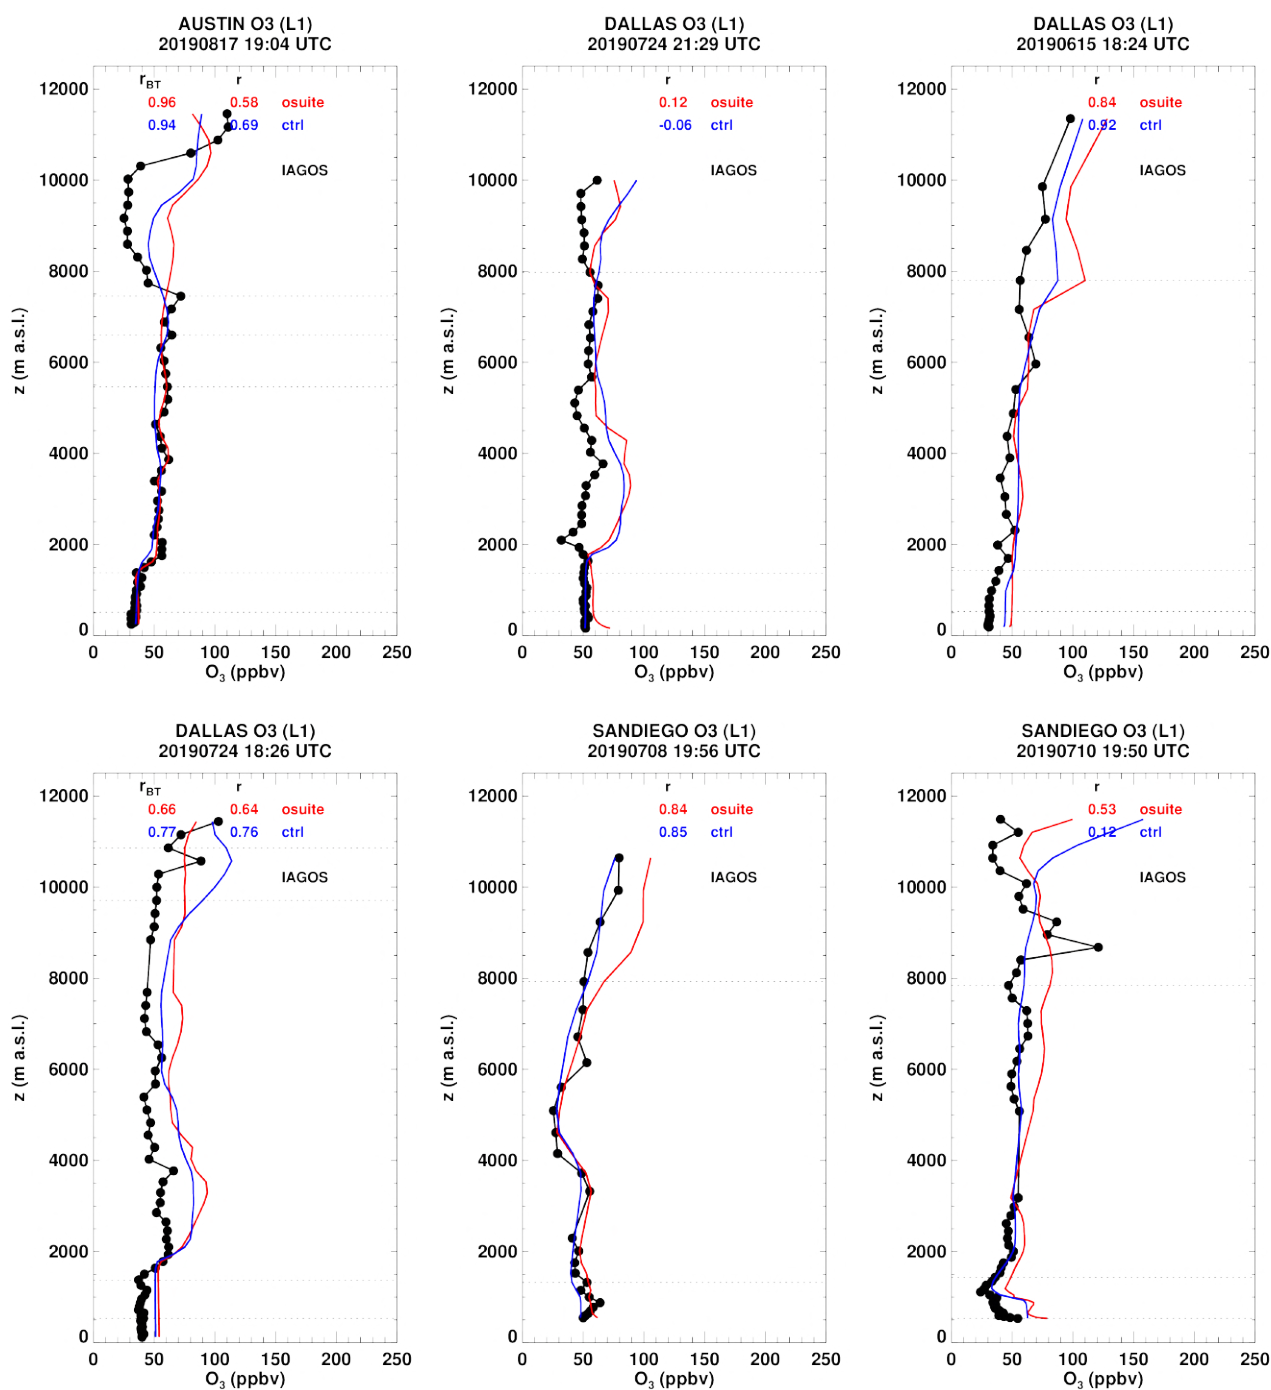 AUSTIN O3 (L1)
20190817 19:04 UTC
r_BT r
0.96 0.58 osuite
0.94 0.69 ctrl
IAGOS
12000
10000
8000
6000
4000
2000
0
z (m a.s.l.)
0 50 100 150 200 250
O₃ (ppbv)
DALLAS O3 (L1)
20190724 21:29 UTC
r
0.12 osuite
-0.06 ctrl
IAGOS
12000
10000
8000
6000
4000
2000
0
z (m a.s.l.)
0 50 100 150 200 250
O₃ (ppbv)
DALLAS O3 (L1)
20190615 18:24 UTC
r
0.84 osuite
0.92 ctrl
IAGOS
12000
10000
8000
6000
4000
2000
0
z (m a.s.l.)
0 50 100 150 200 250
O₃ (ppbv)
DALLAS O3 (L1)
20190724 18:26 UTC
r_BT r
0.66 0.64 osuite
0.77 0.76 ctrl
IAGOS
12000
10000
8000
6000
4000
2000
0
z (m a.s.l.)
0 50 100 150 200 250
O₃ (ppbv)
SANDIEGO O3 (L1)
20190708 19:56 UTC
r
0.84 osuite
0.85 ctrl
IAGOS
12000
10000
8000
6000
4000
2000
0
z (m a.s.l.)
0 50 100 150 200 250
O₃ (ppbv)
SANDIEGO O3 (L1)
20190710 19:50 UTC
r
0.53 osuite
0.12 ctrl
IAGOS
12000
10000
8000
6000
4000
2000
0
z (m a.s.l.)
0 50 100 150 200 250
O₃ (ppbv)